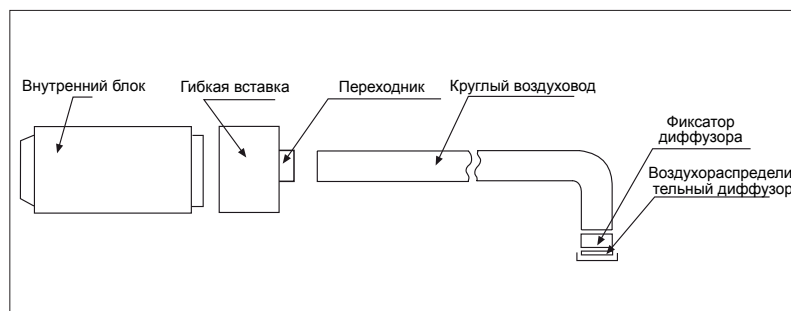 Внутренний блок
Гибкая вставка
Переходник
Круглый воздуховод
Фиксатор
диффузора
Воздухораспредели
тельный диффузор